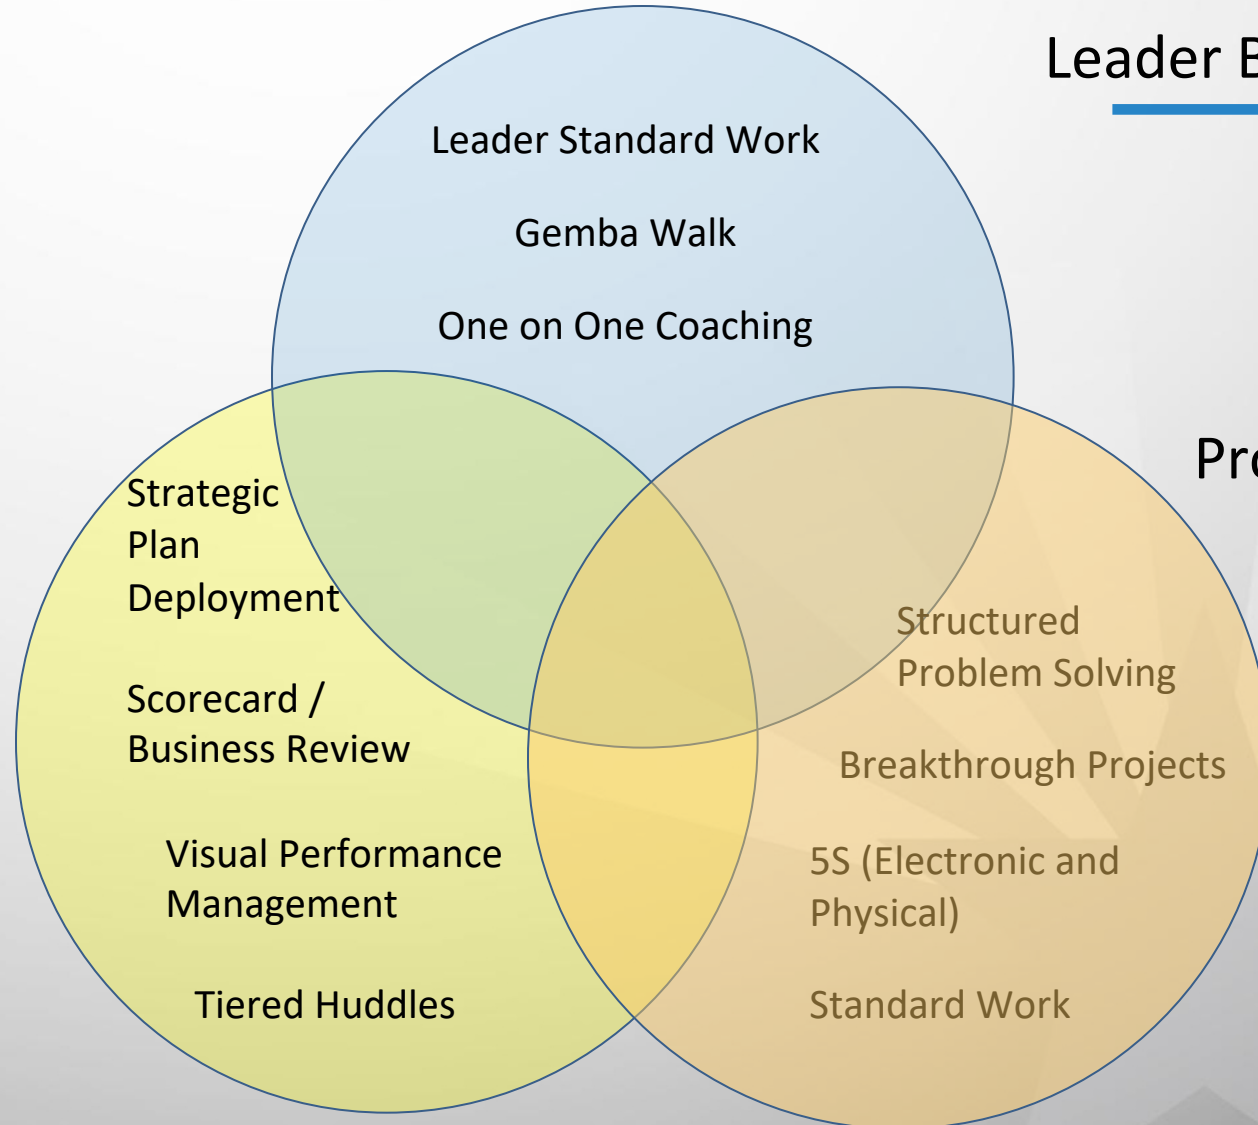 Leader
Leader Standard Work
Gemba Walk
One on One Coaching
Strategic
Plan
Deployment
Scorecard /
Business Review
Visual Performance
Management
Tiered Huddles
Structured
Problem Solving
Breakthrough Projects
5S (Electronic and
Physical)
Standard Work